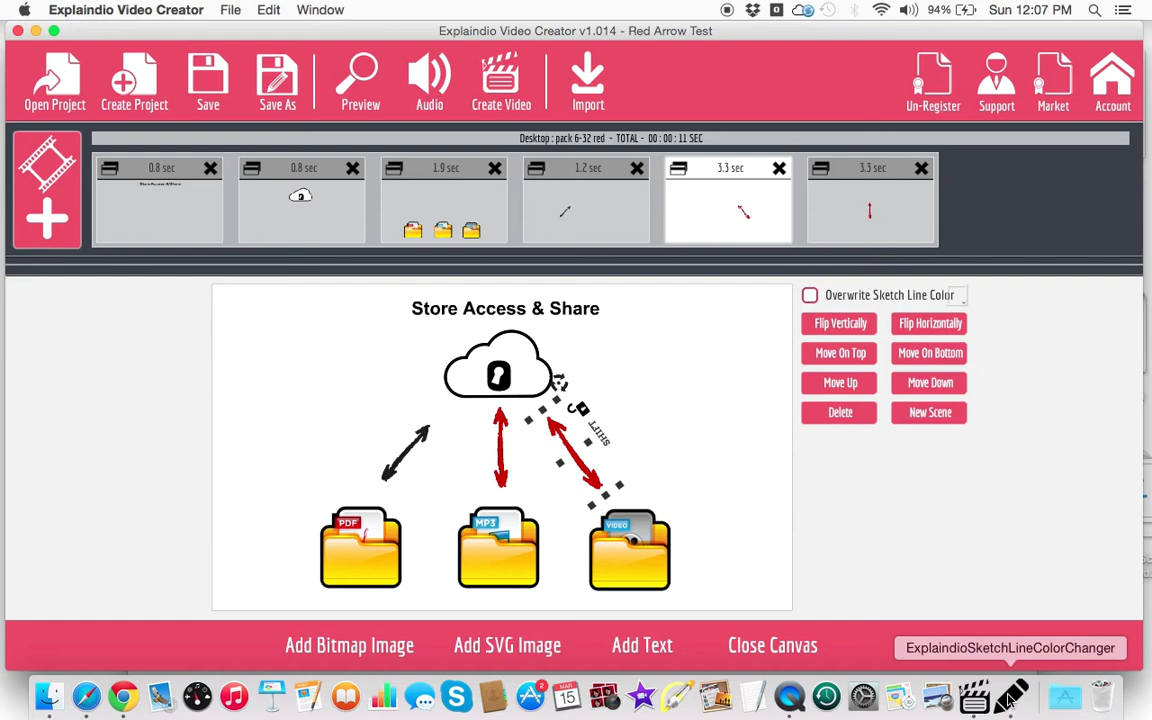 Explaindio Video Creator File Edit Window 94% Sun 12:07 PM
Explaindio Video Creator v1.014 - Red Arrow Test
Open Project Create Project Save Save As Preview Audio Create Video Import Un-Register Support Market Account
Desktop : pack 6-32 red - TOTAL - 00 : 00 : 11 SEC
0.8 sec 0.8 sec 1.9 sec 1.2 sec 3.3 sec 3.3 sec
Store Access & Share
Overwrite Sketch Line Color
Flip Vertically Flip Horizontally
Move On Top Move On Bottom
Move Up Move Down
Delete New Scene
SHIFT
PDF MP3 VIDEO
Add Bitmap Image Add SVG Image Add Text Close Canvas
ExplaindioSketchLineColorChanger
MAR
15
2